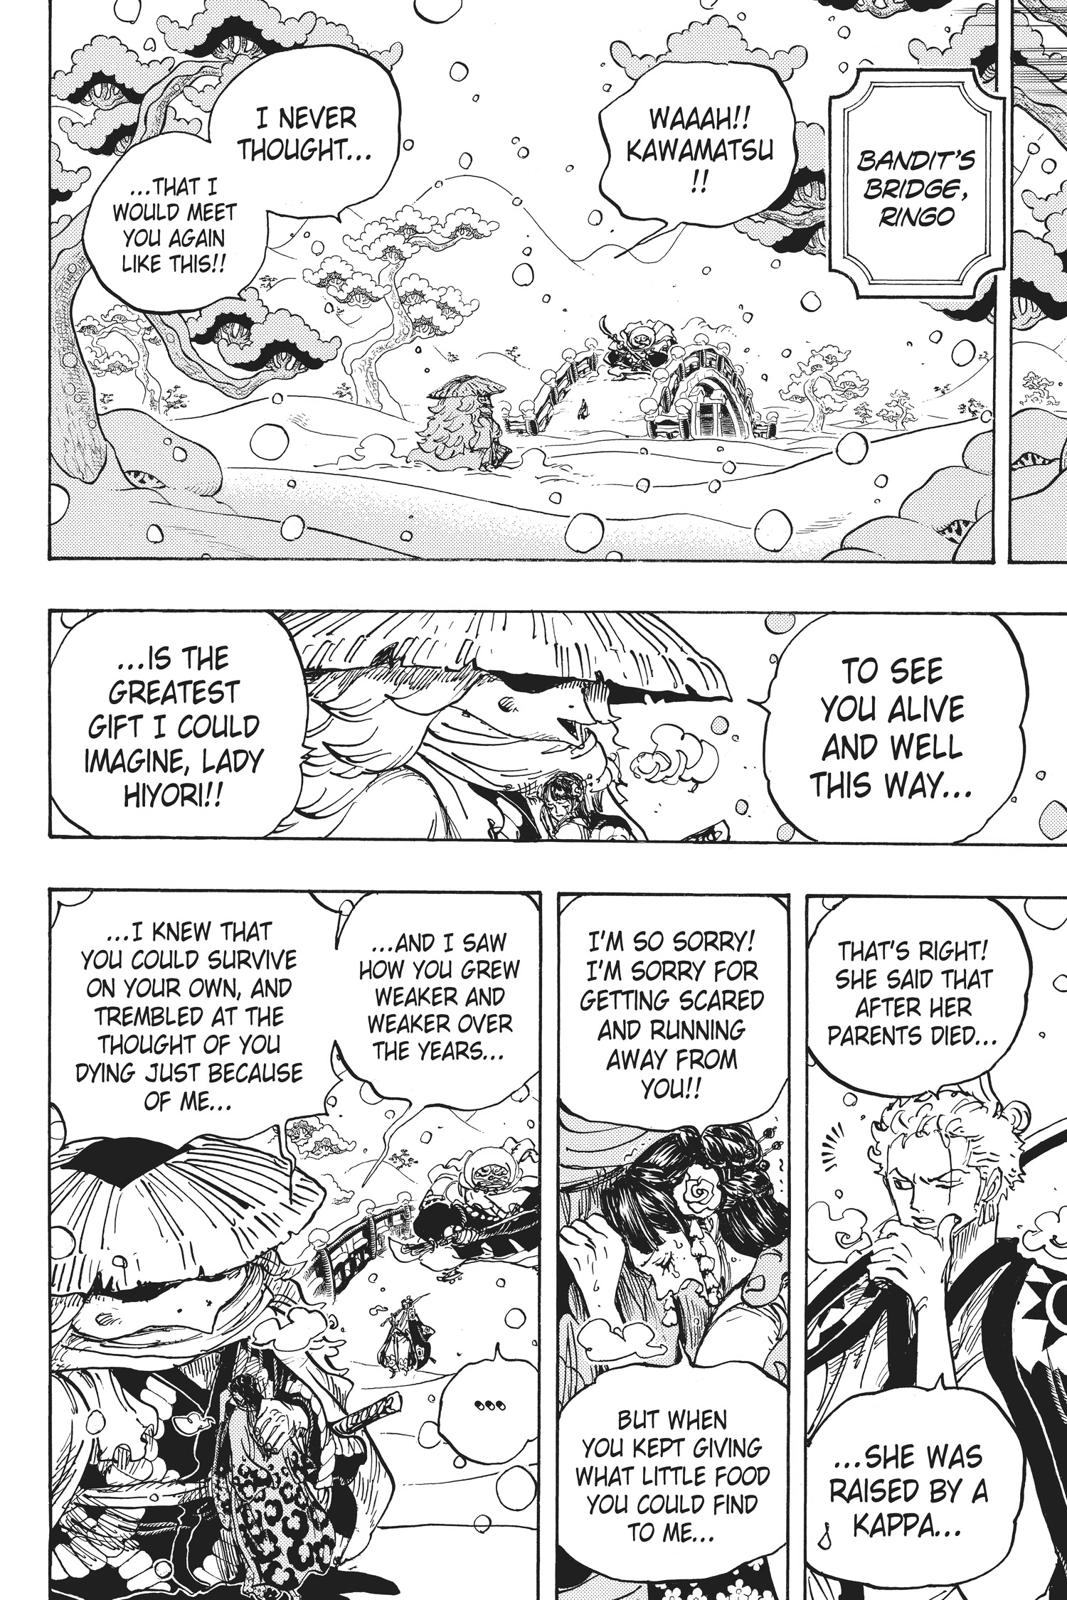 BANDIT'S
BRIDGE,
RINGO
WAAAH!!
KAWAMATSU
!!
I NEVER
THOUGHT...
...THAT I
WOULD MEET
YOU AGAIN
LIKE THIS!!
TO SEE
YOU ALIVE
AND WELL
THIS WAY...
...IS THE
GREATEST
GIFT I COULD
IMAGINE, LADY
HIYORI!!
THAT'S RIGHT!
SHE SAID THAT
AFTER HER
PARENTS DIED...
...SHE WAS
RAISED BY A
KAPPA...
I'M SO SORRY!
I'M SORRY FOR
GETTING SCARED
AND RUNNING
AWAY FROM
YOU!!
BUT WHEN
YOU KEPT GIVING
WHAT LITTLE FOOD
YOU COULD FIND
TO ME...
...AND I SAW
HOW YOU GREW
WEAKER AND
WEAKER OVER
THE YEARS...
...I KNEW THAT
YOU COULD SURVIVE
ON YOUR OWN, AND
TREMBLED AT THE
THOUGHT OF YOU
DYING JUST BECAUSE
OF ME...
...